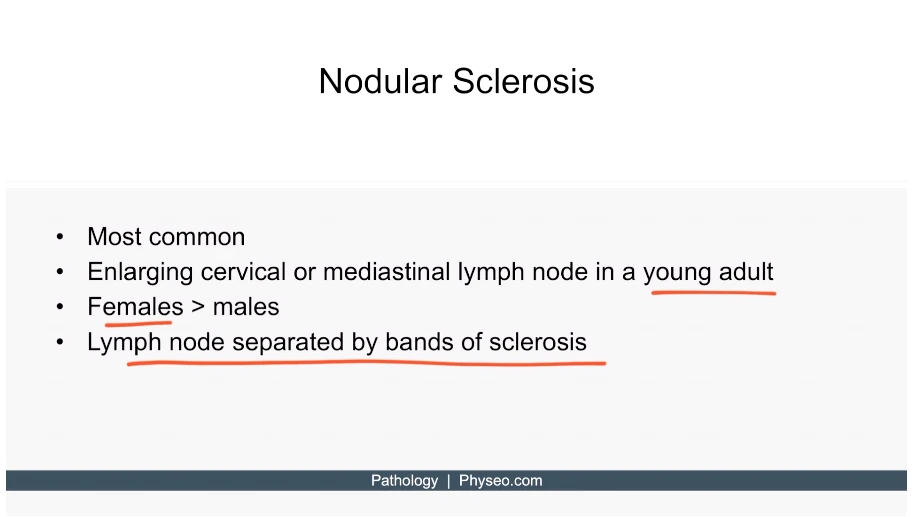 Nodular Sclerosis
• Most common
• Enlarging cervical or mediastinal lymph node in a young adult
• Females > males
• Lymph node separated by bands of sclerosis
Pathology | Physeo.com